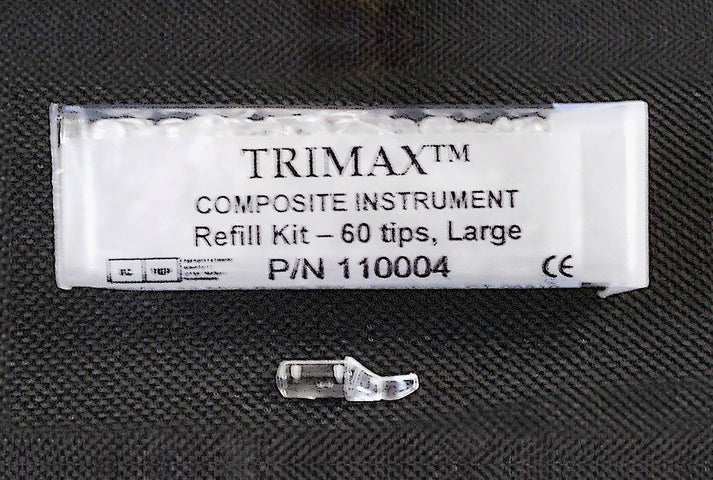 TRIMAX™
COMPOSITE INSTRUMENT
Refill Kit – 60 tips, Large
P/N 110004
CE